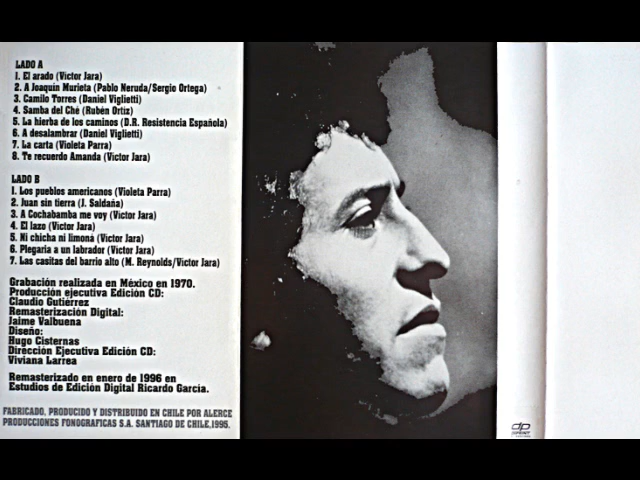 LADO A
1. El arado (Victor Jara)
2. A Joaquín Murieta (Pablo Neruda/Sergio Ortega)
3. Camilo Torres (Daniel Viglietti)
4. Samba del Ché (Rubén Ortiz)
5. La hierba de los caminos (D.R. Resistencia Española)
6. A desalambrar (Daniel Viglietti)
7. La carta (Violeta Parra)
8. Te recuerdo Amanda (Victor Jara)
LADO B
1. Los pueblos americanos (Violeta Parra)
2. Juan sin tierra (J. Saldaña)
3. A Cochabamba me voy (Victor Jara)
4. El lazo (Victor Jara)
5. Ni chicha ni limoná (Victor Jara)
6. Plegaria a un labrador (Victor Jara)
7. Las casitas del barrio alto (M. Reynolds/Victor Jara)
Grabación realizada en México en 1970.
Producción ejecutiva Edición CD:
Claudio Gutiérrez
Remasterización Digital:
Jaime Valbuena
Diseño:
Hugo Cisternas
Dirección Ejecutiva Edición CD:
Viviana Larrea
Remasterizado en enero de 1996 en
Estudios de Edición Digital Ricardo García.
FABRICADO, PRODUCIDO Y DISTRIBUIDO EN CHILE POR ALERCE
PRODUCCIONES FONOGRAFICAS S.A. SANTIAGO DE CHILE, 1995.
dp